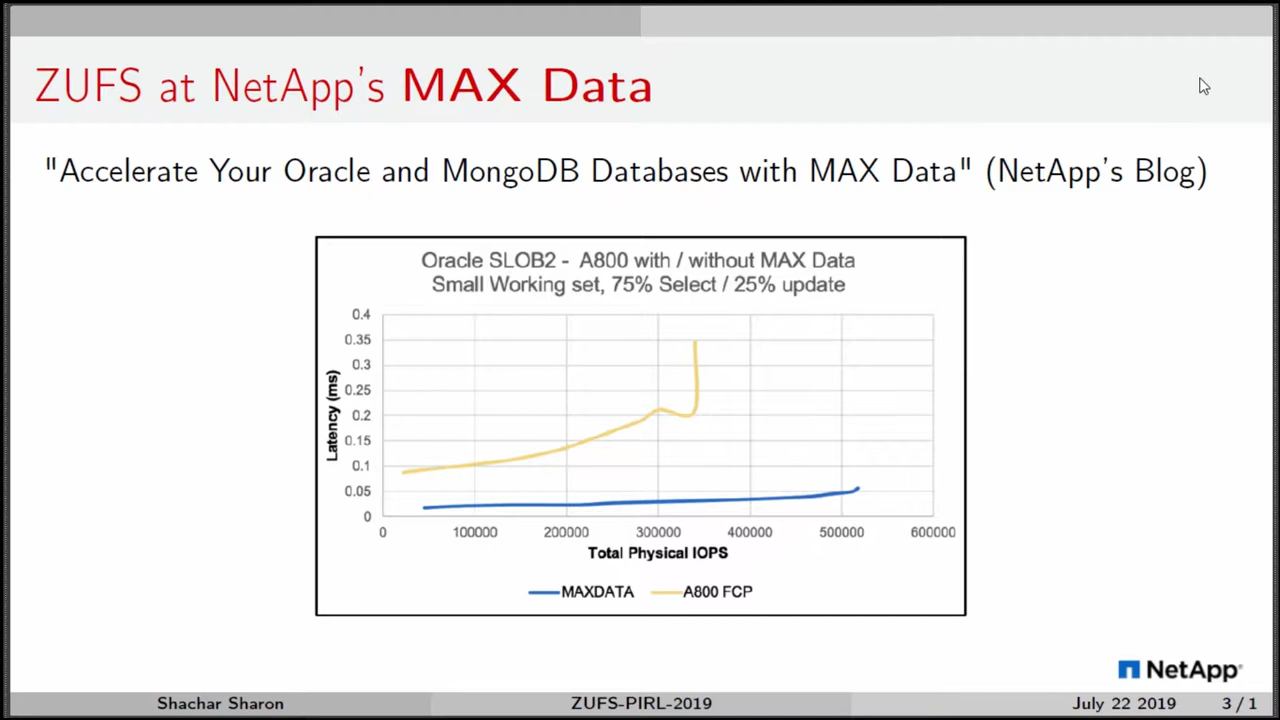 ZUFS at NetApp's MAX Data
"Accelerate Your Oracle and MongoDB Databases with MAX Data" (NetApp's Blog)
Oracle SLOB2 - A800 with / without MAX Data
Small Working set, 75% Select / 25% update
0.4
0.35
0.3
0.25
0.2
0.15
0.1
0.05
0
Latency (ms)
0 100000 200000 300000 400000 500000 600000
Total Physical IOPS
MAXDATA A800 FCP
NetApp
Shachar Sharon ZUFS-PIRL-2019 July 22 2019 3 / 1